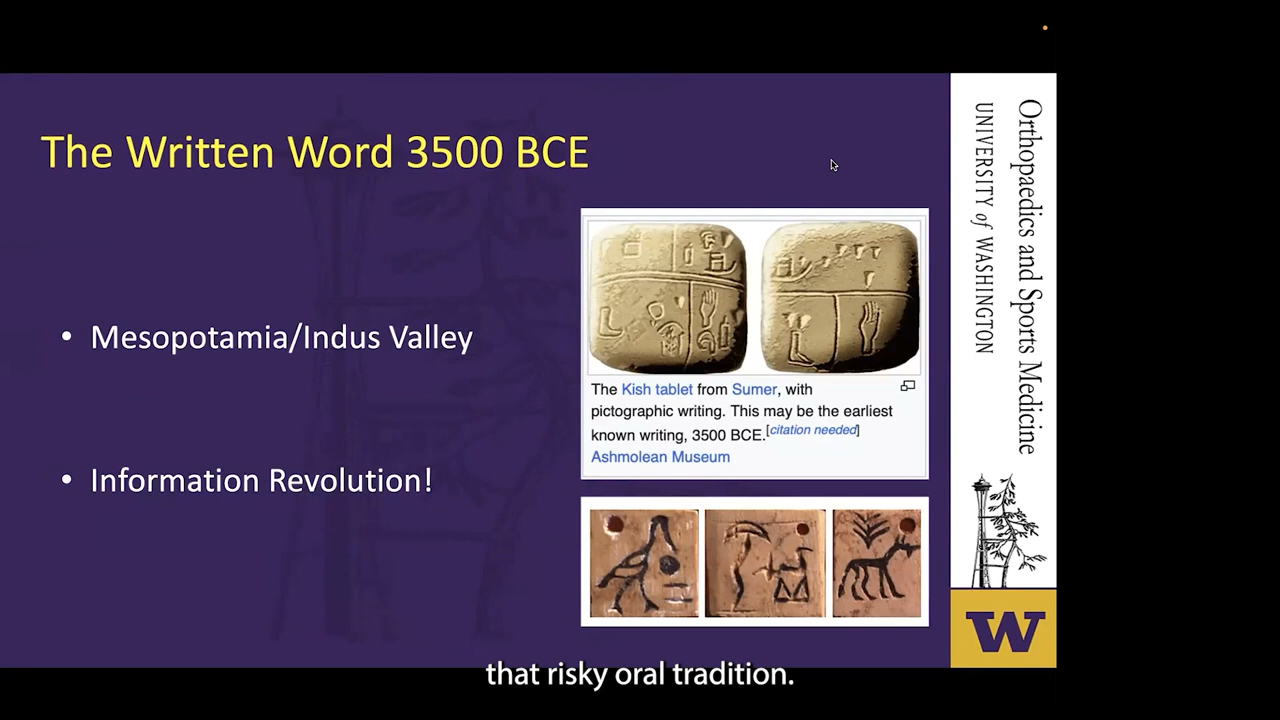 The Written Word 3500 BCE
• Mesopotamia/Indus Valley
• Information Revolution!
The Kish tablet from Sumer, with
pictographic writing. This may be the earliest
known writing, 3500 BCE.[citation needed]
Ashmolean Museum
Orthopaedics and Sports Medicine
UNIVERSITY of WASHINGTON
W
that risky oral tradition.